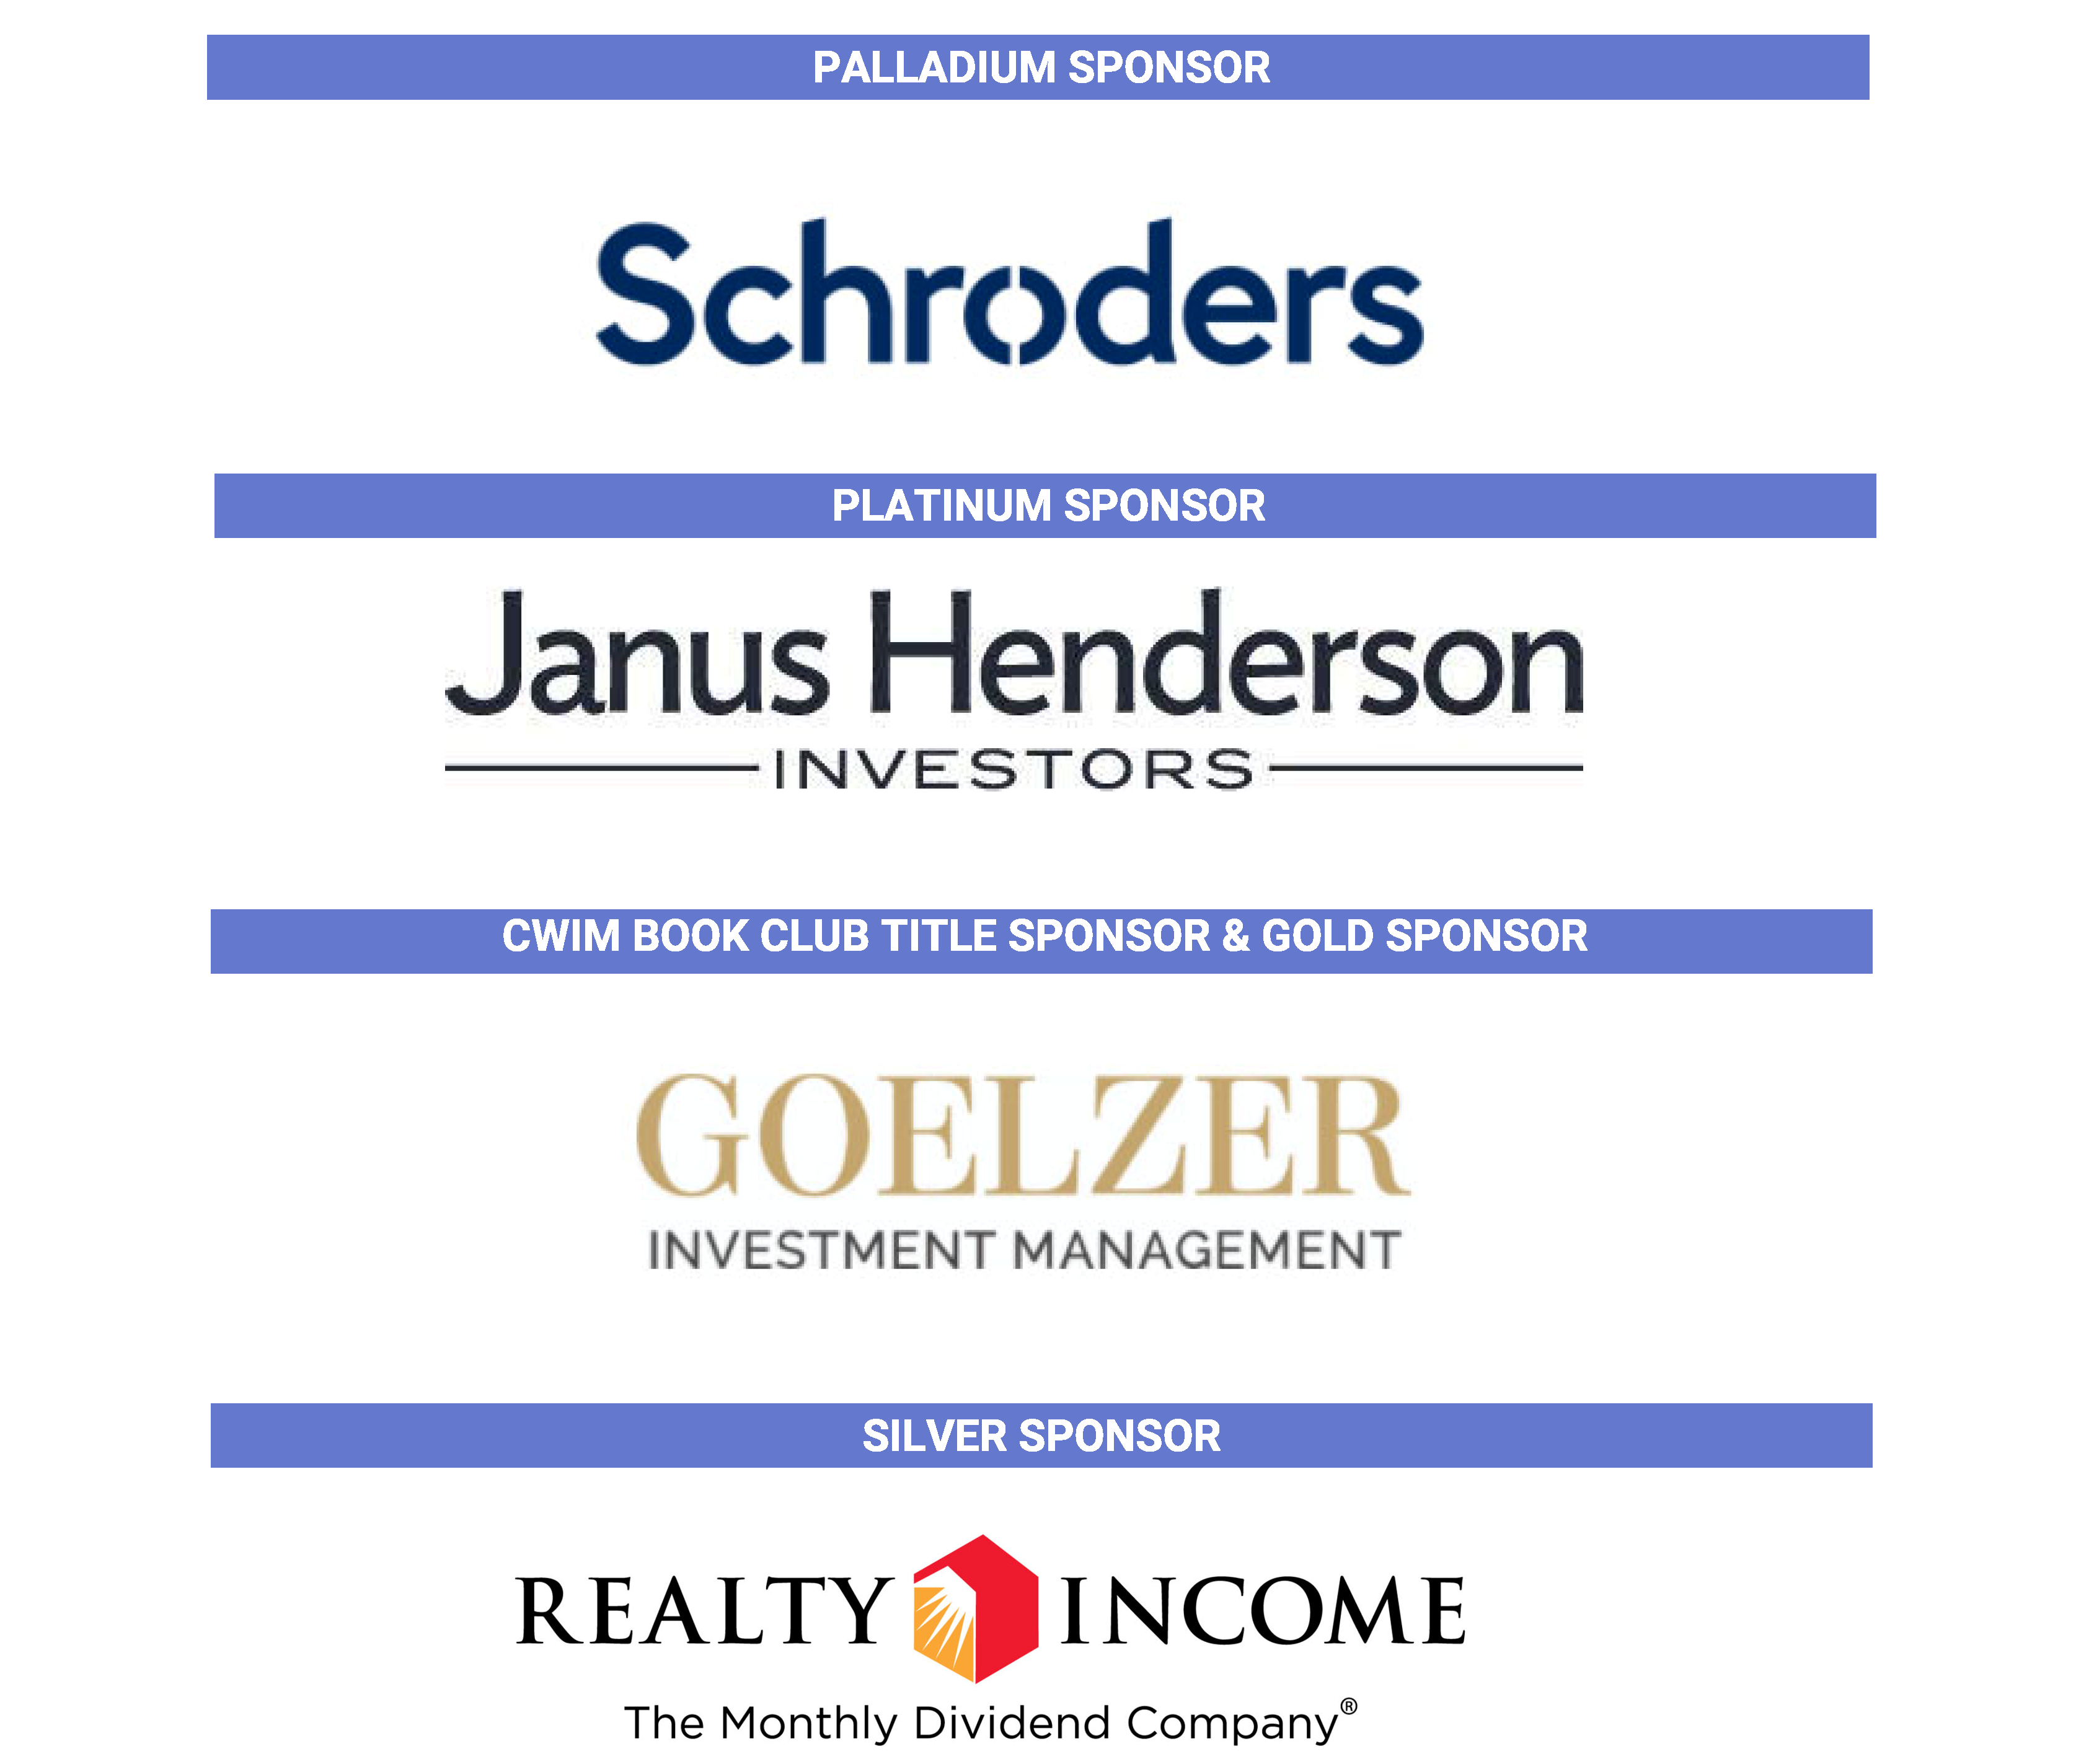 PALLADIUM SPONSOR
Schroders
PLATINUM SPONSOR
Janus Henderson
INVESTORS
CWIM BOOK CLUB TITLE SPONSOR & GOLD SPONSOR
GOELZER
INVESTMENT MANAGEMENT
SILVER SPONSOR
REALTY INCOME
The Monthly Dividend Company®